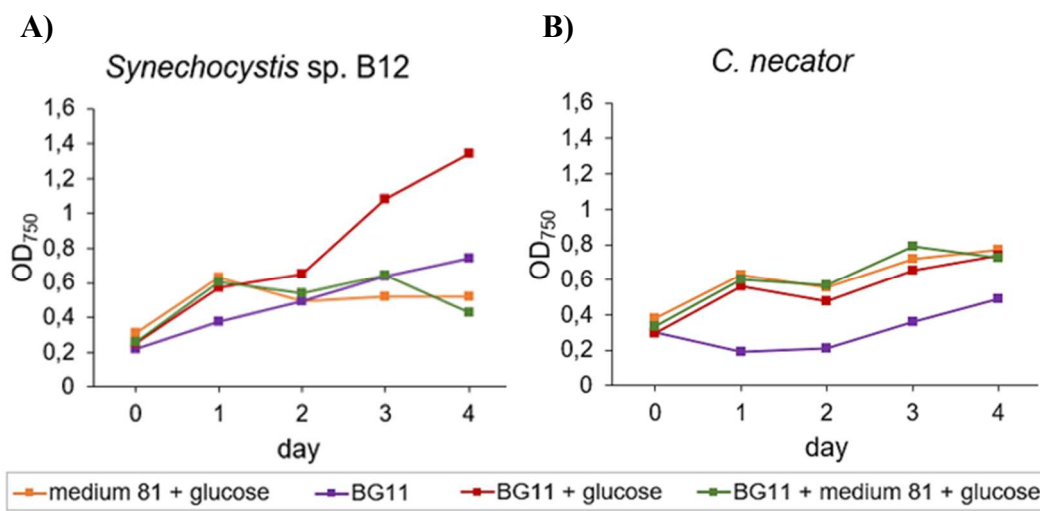 A)
B)
Synechocystis sp. B12
C. necator
1,6
1,4
1,2
1
0,8
0,6
0,4
0,2
0
OD750
0 1 2 3 4
day
1,6
1,4
1,2
1
0,8
0,6
0,4
0,2
0
OD750
0 1 2 3 4
day
medium 81 + glucose BG11 BG11 + glucose BG11 + medium 81 + glucose